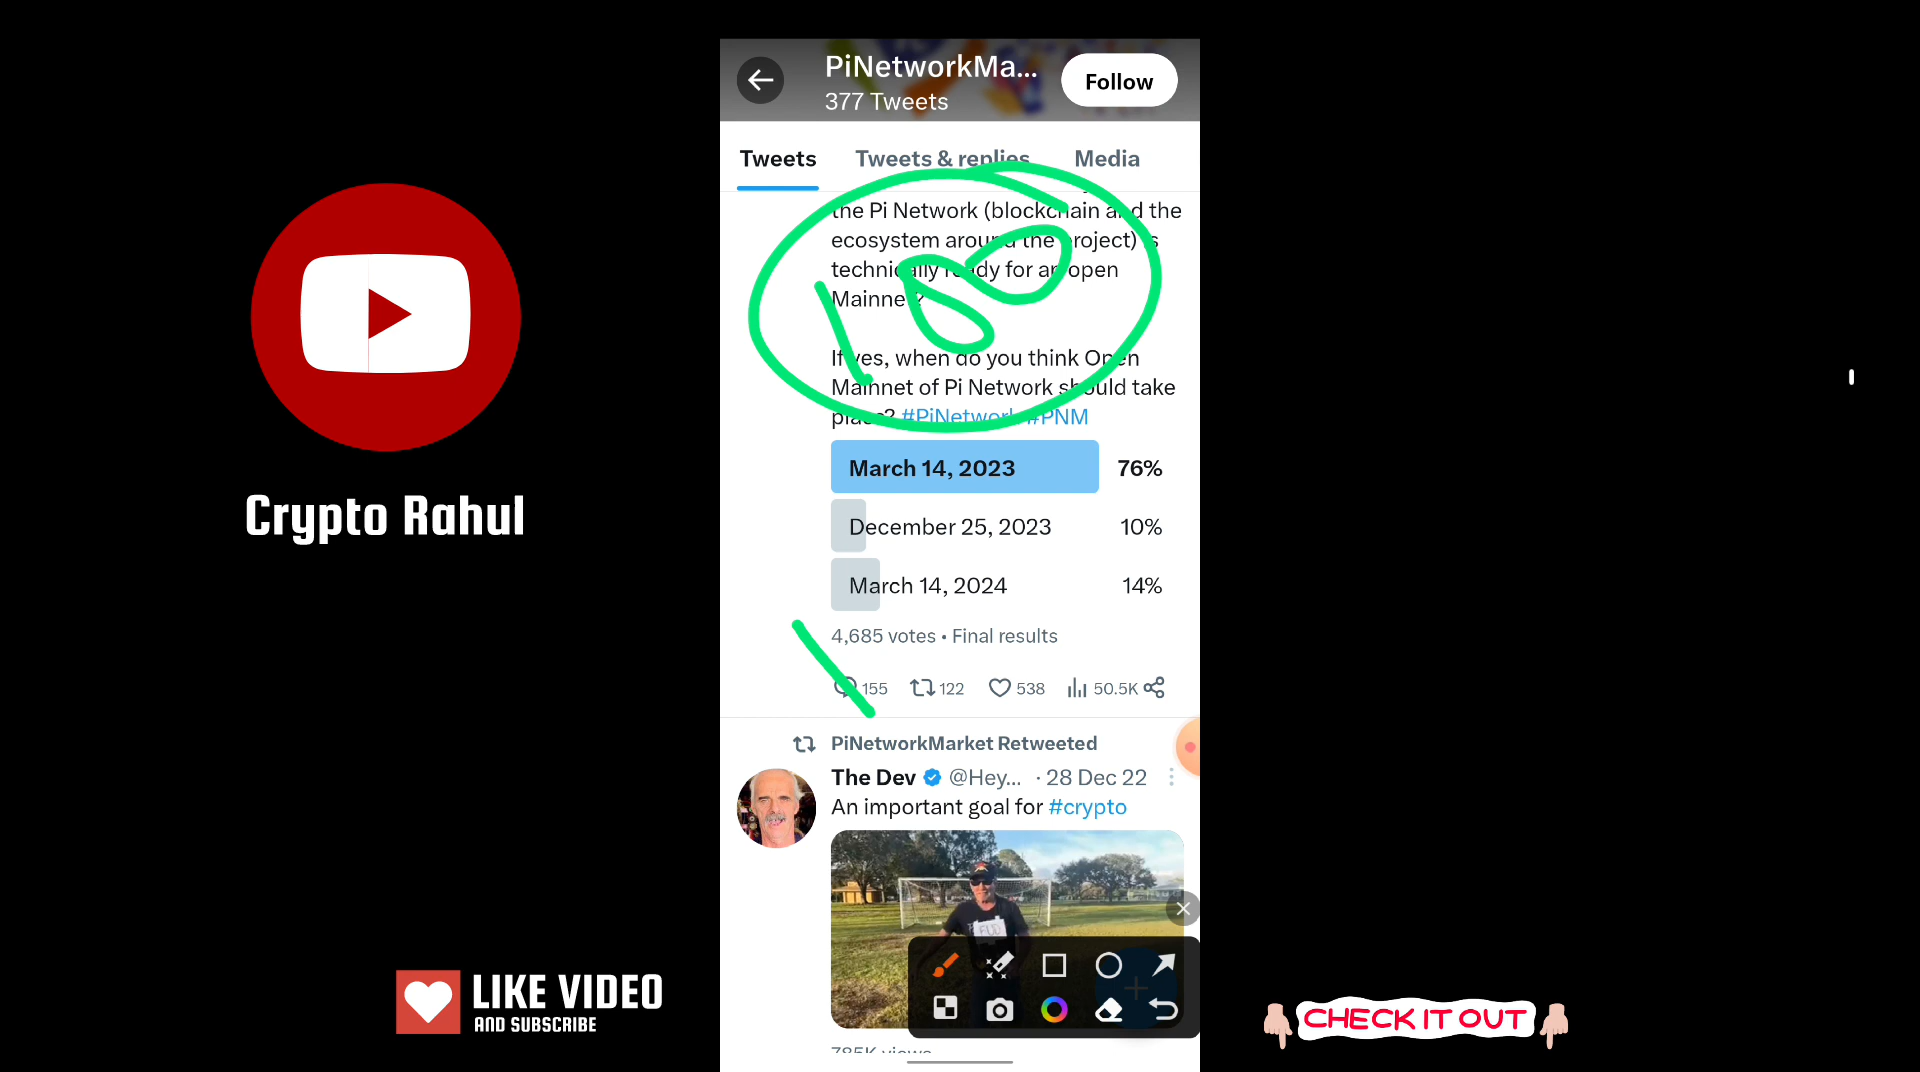 PiNetworkMa...
Follow
377 Tweets
Tweets
Tweets & replies
Media
the Pi Network (blockchain and the
ecosystem around the project) is
technically ready for an open
Mainnet?
If yes, when do you think Open
Mainnet of Pi Network should take
place? #PiNetwork #PNM
March 14, 2023 76%
December 25, 2023 10%
March 14, 2024 14%
4,685 votes • Final results
155 122 538 50.5K
PiNetworkMarket Retweeted
The Dev @Hey... · 28 Dec 22
An important goal for #crypto
FUD
785K views
Crypto Rahul
LIKE VIDEO
AND SUBSCRIBE
CHECK IT OUT